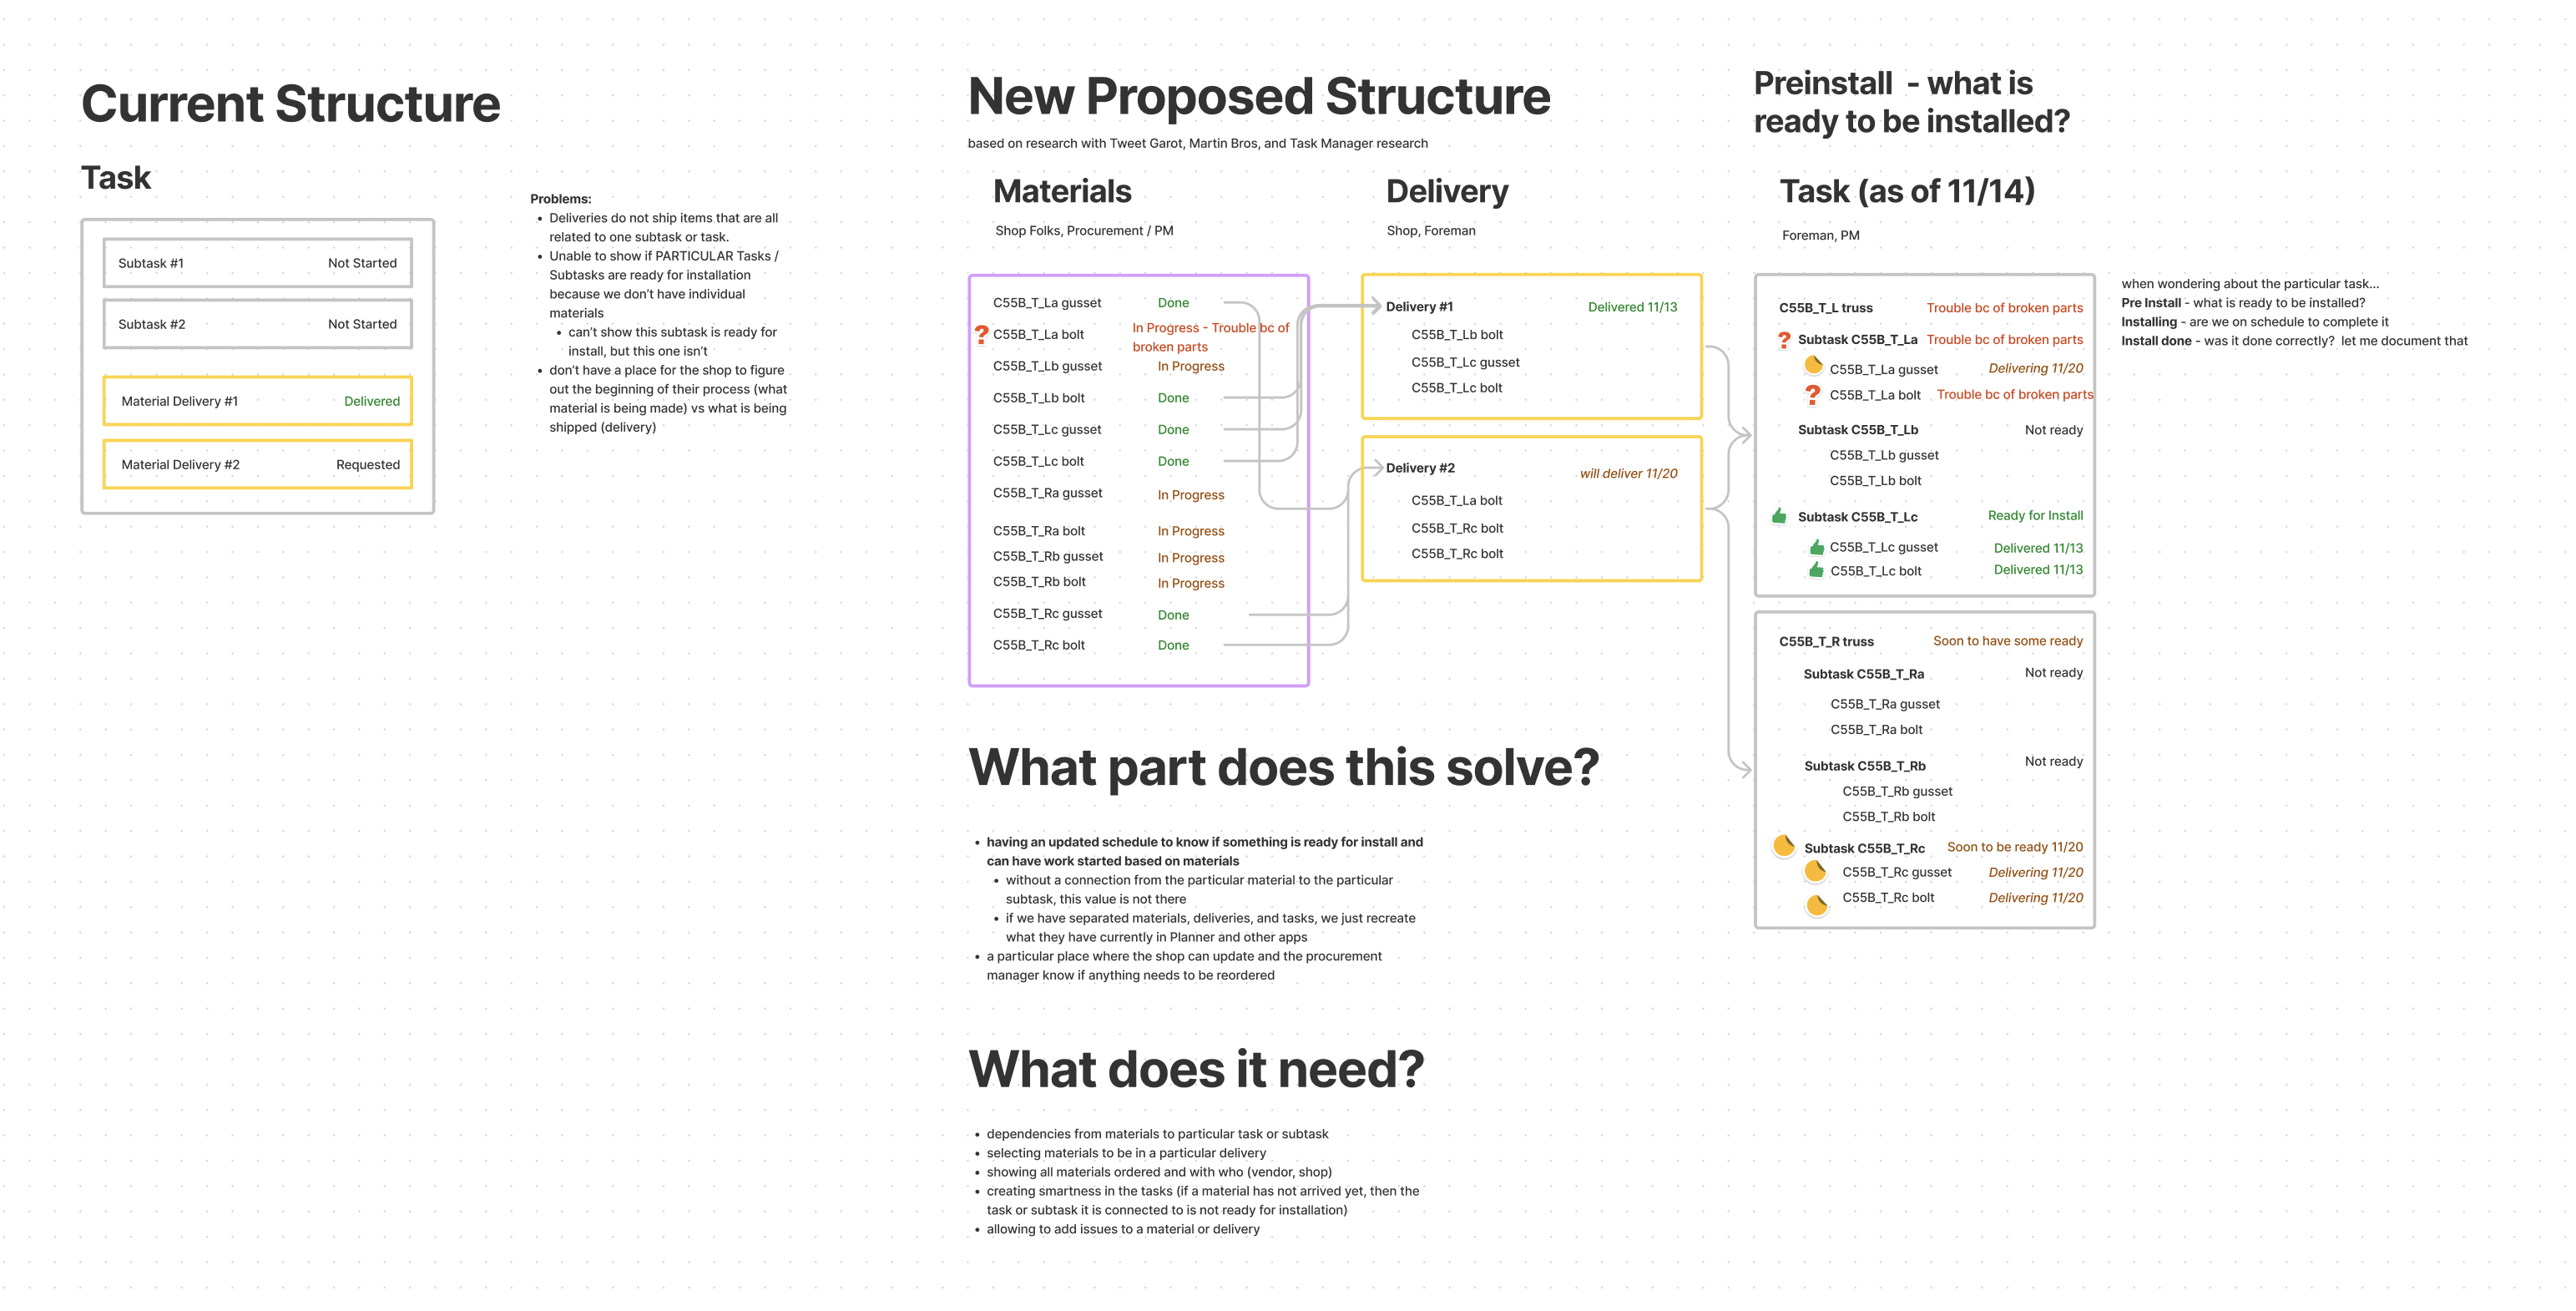 Current Structure
Task
Subtask #1 Not Started
Subtask #2 Not Started
Material Delivery #1 Delivered
Material Delivery #2 Requested
Problems:
• Deliveries do not ship items that are all
related to one subtask or task.
• Unable to show if PARTICULAR Tasks /
Subtasks are ready for installation
because we don't have individual
materials
• can't show this subtask is ready for
install, but this one isn't
• don't have a place for the shop to figure
out the beginning of their process (what
material is being made) vs what is being
shipped (delivery)
New Proposed Structure
based on research with Tweet Garot, Martin Bros, and Task Manager research
Materials
Shop Folks, Procurement / PM
C55B_T_La gusset Done
? C55B_T_La bolt In Progress - Trouble bc of
broken parts
C55B_T_Lb gusset In Progress
C55B_T_Lb bolt Done
C55B_T_Lc gusset Done
C55B_T_Lc bolt Done
C55B_T_Ra gusset In Progress
C55B_T_Ra bolt In Progress
C55B_T_Rb gusset In Progress
C55B_T_Rb bolt In Progress
C55B_T_Rc gusset Done
C55B_T_Rc bolt Done
Delivery
Shop, Foreman
Delivery #1 Delivered 11/13
C55B_T_Lb bolt
C55B_T_Lc gusset
C55B_T_Lc bolt
Delivery #2 will deliver 11/20
C55B_T_La bolt
C55B_T_Rc bolt
C55B_T_Rc bolt
Preinstall - what is
ready to be installed?
Task (as of 11/14)
Foreman, PM
C55B_T_L truss Trouble bc of broken parts
? Subtask C55B_T_La Trouble bc of broken parts
C55B_T_La gusset Delivering 11/20
? C55B_T_La bolt Trouble bc of broken parts
Subtask C55B_T_Lb Not ready
C55B_T_Lb gusset
C55B_T_Lb bolt
Subtask C55B_T_Lc Ready for Install
C55B_T_Lc gusset Delivered 11/13
C55B_T_Lc bolt Delivered 11/13
C55B_T_R truss Soon to have some ready
Subtask C55B_T_Ra Not ready
C55B_T_Ra gusset
C55B_T_Ra bolt
Subtask C55B_T_Rb Not ready
C55B_T_Rb gusset
C55B_T_Rb bolt
Subtask C55B_T_Rc Soon to be ready 11/20
C55B_T_Rc gusset Delivering 11/20
C55B_T_Rc bolt Delivering 11/20
when wondering about the particular task...
Pre Install - what is ready to be installed?
Installing - are we on schedule to complete it
Install done - was it done correctly? let me document that
What part does this solve?
• having an updated schedule to know if something is ready for install and
can have work started based on materials
• without a connection from the particular material to the particular
subtask, this value is not there
• if we have separated materials, deliveries, and tasks, we just recreate
what they have currently in Planner and other apps
• a particular place where the shop can update and the procurement
manager know if anything needs to be reordered
What does it need?
• dependencies from materials to particular task or subtask
• selecting materials to be in a particular delivery
• showing all materials ordered and with who (vendor, shop)
• creating smartness in the tasks (if a material has not arrived yet, then the
task or subtask it is connected to is not ready for installation)
• allowing to add issues to a material or delivery